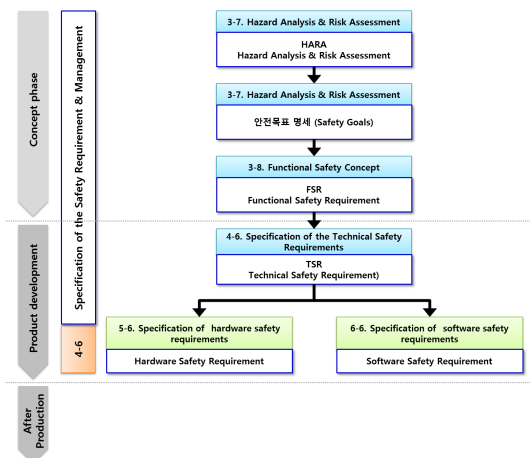 Concept phase
Product development
After
Production
Specification of the Safety Requirement & Management
4-6
3-7. Hazard Analysis & Risk Assessment
HARA
Hazard Analysis & Risk Assessment
3-7. Hazard Analysis & Risk Assessment
안전목표 명세 (Safety Goals)
3-8. Functional Safety Concept
FSR
Functional Safety Requirement
4-6. Specification of the Technical Safety
Requirements
TSR
Technical Safety Requirement)
5-6. Specification of hardware safety
requirements
Hardware Safety Requirement
6-6. Specification of software safety
requirements
Software Safety Requirement